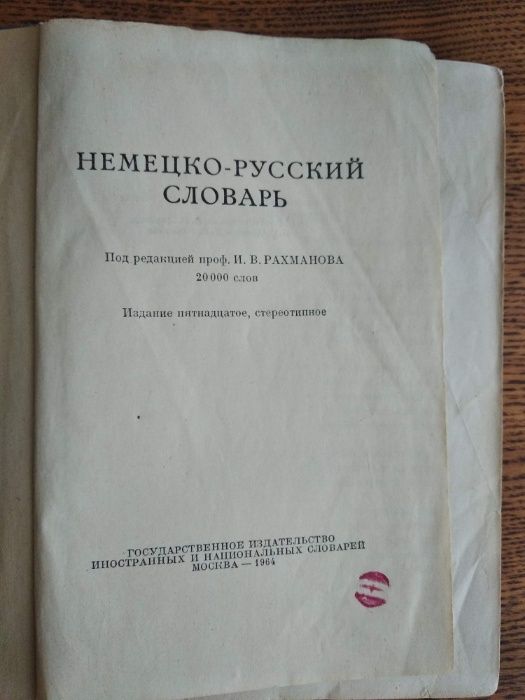 НЕМЕЦКО-РУССКИЙ
СЛОВАРЬ
Под редакцией проф. И. В. РАХМАНОВА
20 000 слов
Издание пятнадцатое, стереотипное
ГОСУДАРСТВЕННОЕ ИЗДАТЕЛЬСТВО
ИНОСТРАННЫХ И НАЦИОНАЛЬНЫХ СЛОВАРЕЙ
МОСКВА — 1964